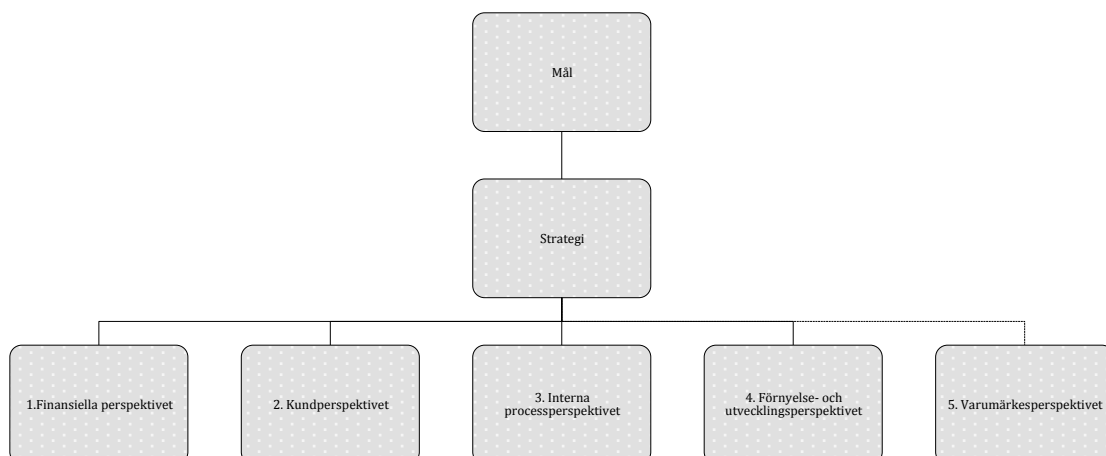 Mål
Strategi
1.Finansiella perspektivet
2. Kundperspektivet
3. Interna
processperspektivet
4. Förnyelse- och
utvecklingsperspektivet
5. Varumärkesperspektivet